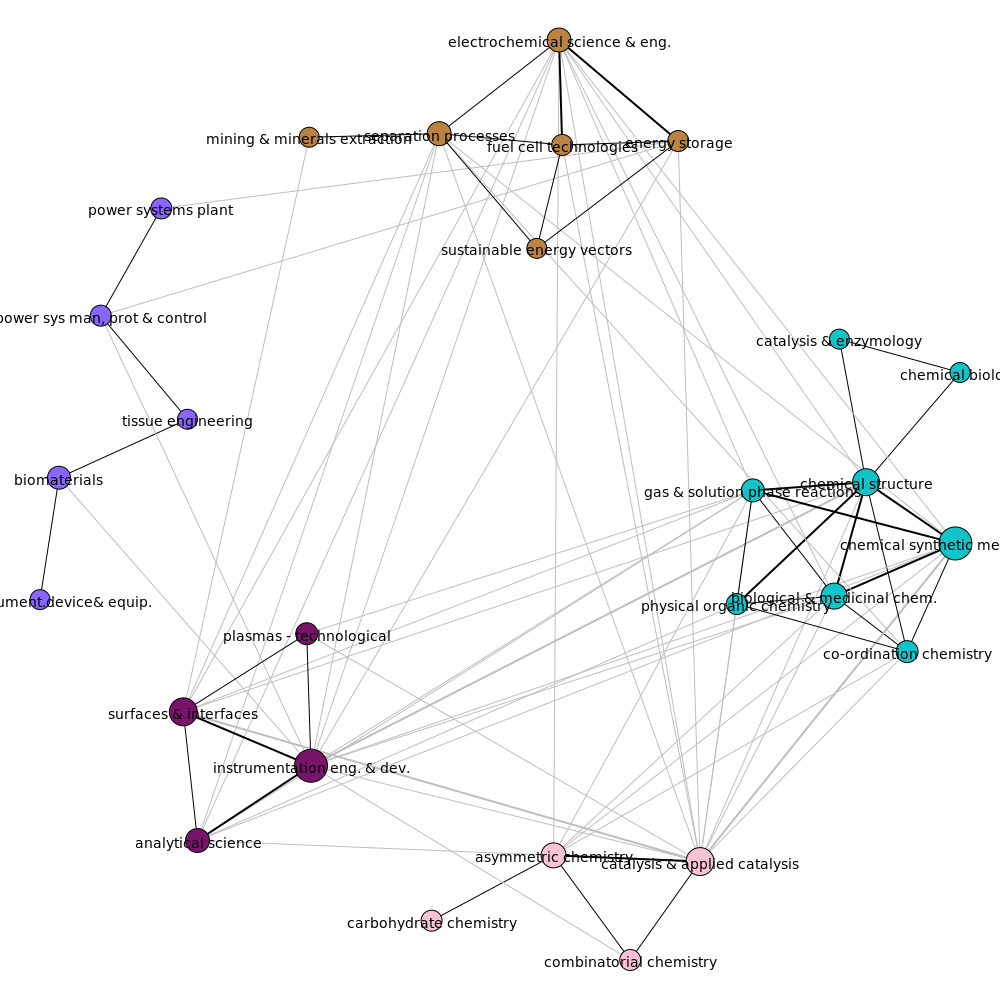 electrochemical science & eng.
mining & minerals extraction
separation processes
fuel cell technologies
energy storage
power systems plant
sustainable energy vectors
power sys man, prot & control
catalysis & enzymology
chemical biolo
tissue engineering
biomaterials
gas & solution phase reactions
chemical structure
chemical synthetic me
ument.device& equip.
physical organic chemistry
biological & medicinal chem.
plasmas - technological
co-ordination chemistry
surfaces & interfaces
instrumentation eng. & dev.
analytical science
asymmetric chemistry
catalysis & applied catalysis
carbohydrate chemistry
combinatorial chemistry